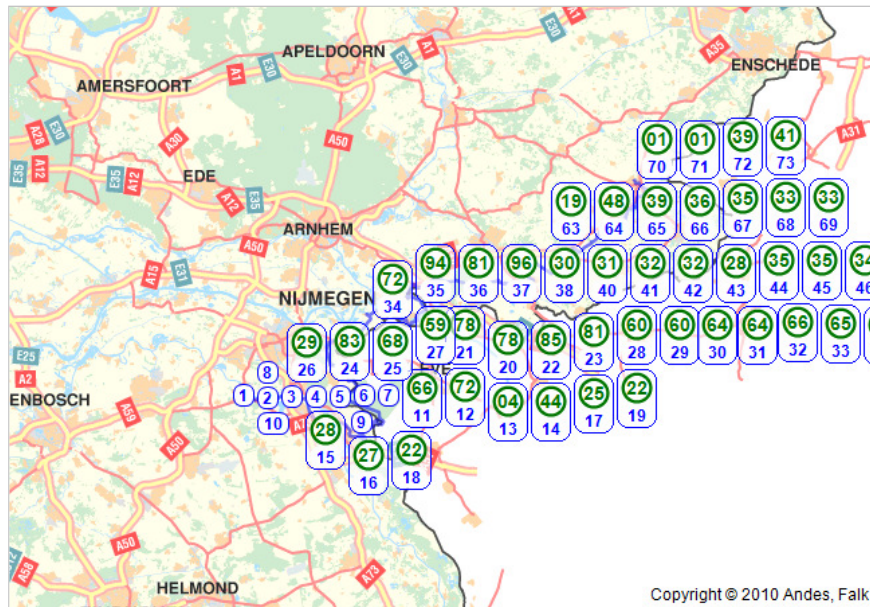 APELDOORN
A1
E30
A35
ENSCHEDE
AMERSFOORT
A1
E30
A28
E30
A30
A50
A31
01 01 39 41
70 71 72 73
E35
A12
E35
A12
EDE
A12
E35
19 48 39 36 35 33 33
63 64 65 66 67 68 69
ARNHEM
A50
A15
E31
94 81 96 30 31 32 32 28 35 35 34
35 36 37 38 40 41 42 43 44 45 46
72
34
NIJMEGEN
29 83 68 59 78 78 85 81 60 60 64 64 66 65
26 24 25 27 21 20 22 23 28 29 30 31 32 33
E25
A2
8
1 2 3 4 5 6 7
66 72 04 44 25 22
11 12 13 14 17 19
ENBOSCH
A59
10
9
28
15
27
16
22
18
A50
A50
A58
A73
HELMOND
Copyright © 2010 Andes, Falk